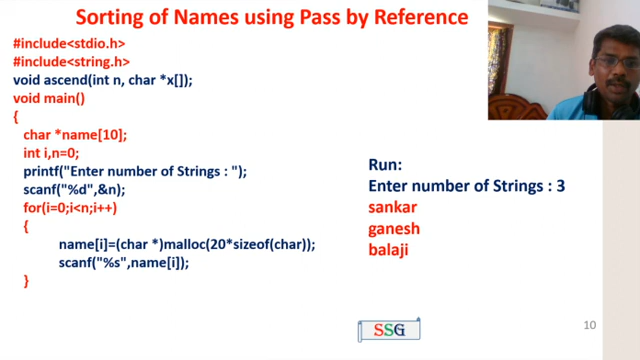 Sorting of Names using Pass by Reference
#include<stdio.h>
#include<string.h>
void ascend(int n, char *x[]);
void main()
{
char *name[10];
int i,n=0;
printf("Enter number of Strings : ");
scanf("%d",&n);
for(i=0;i<n;i++)
{
name[i]=(char *)malloc(20*sizeof(char));
scanf("%s",name[i]);
}
Run:
Enter number of Strings : 3
sankar
ganesh
balaji
SSG
10